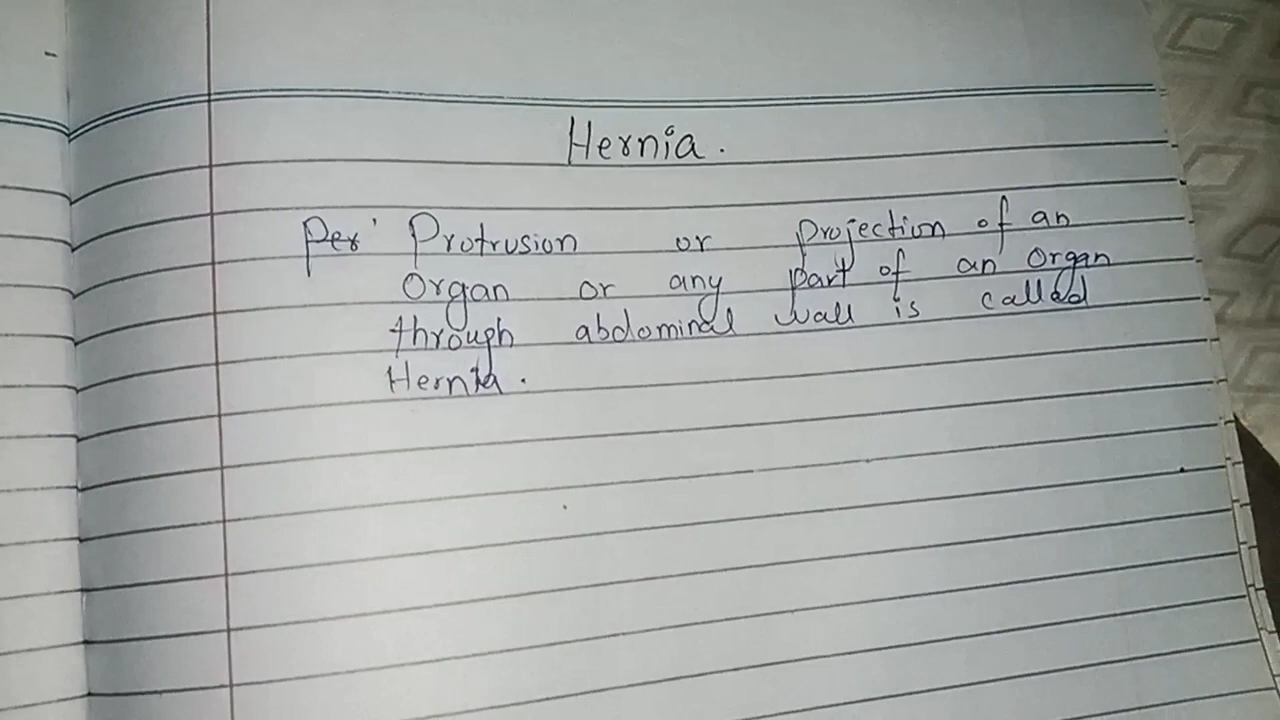 Hernia.
Per' Protrusion or projection of an
Organ or any part of an Organ
through abdominal wall is called
Hernia.